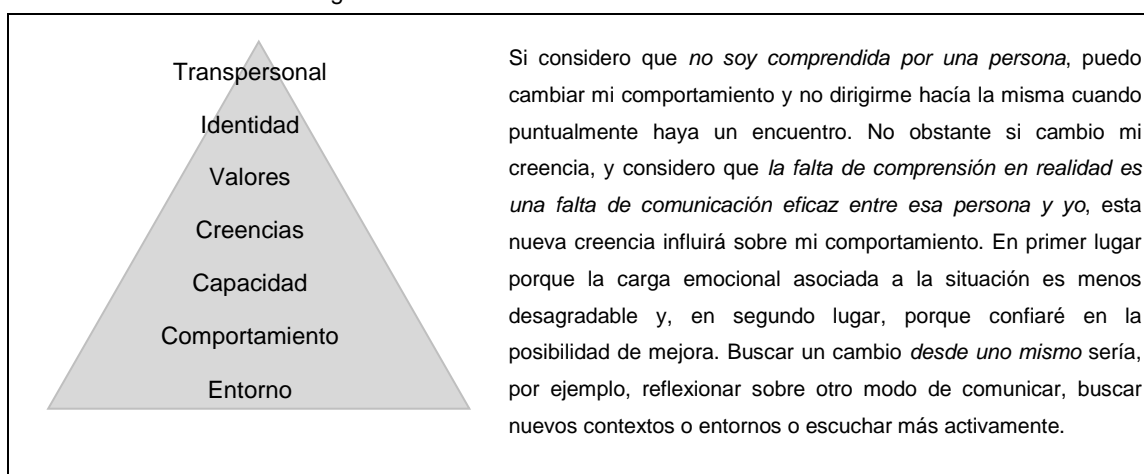 Transpersonal
Identidad
Valores
Creencias
Capacidad
Comportamiento
Entorno
Si considero que no soy comprendida por una persona, puedo
cambiar mi comportamiento y no dirigirme hacía la misma cuando
puntualmente haya un encuentro. No obstante si cambio mi
creencia, y considero que la falta de comprensión en realidad es
una falta de comunicación eficaz entre esa persona y yo, esta
nueva creencia influirá sobre mi comportamiento. En primer lugar
porque la carga emocional asociada a la situación es menos
desagradable y, en segundo lugar, porque confiaré en la
posibilidad de mejora. Buscar un cambio desde uno mismo sería,
por ejemplo, reflexionar sobre otro modo de comunicar, buscar
nuevos contextos o entornos o escuchar más activamente.